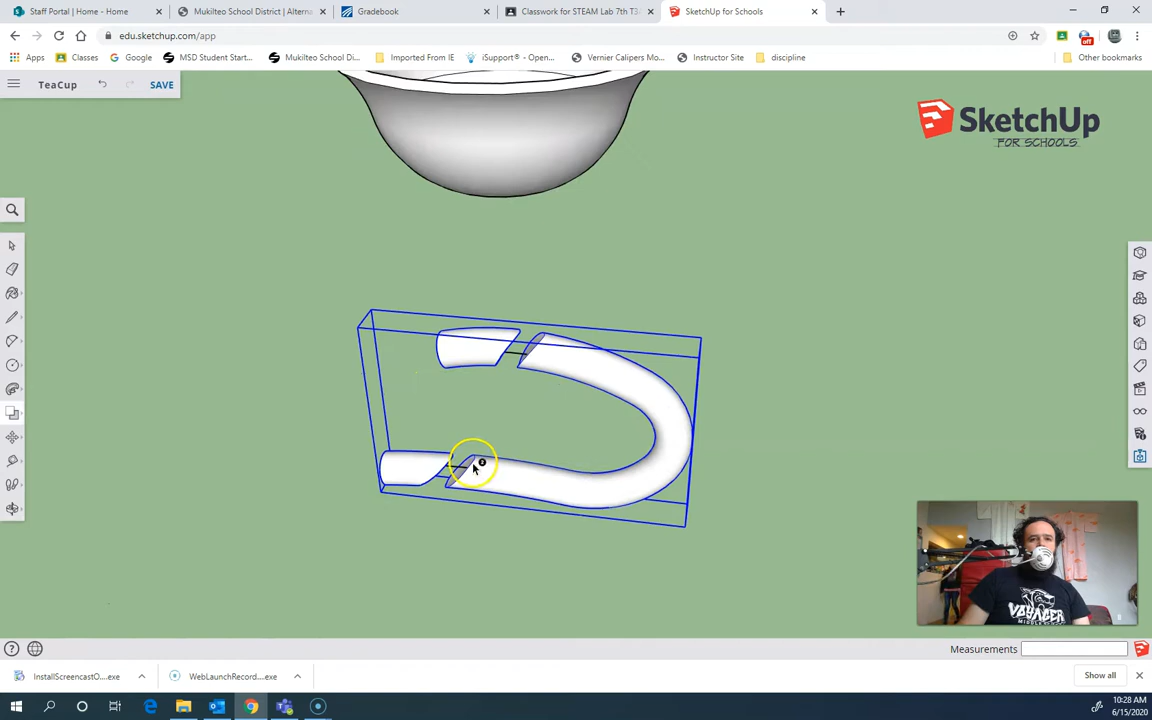 Staff Portal | Home - Home
Mukilteo School District | Alterna
Gradebook
Classwork for STEAM Lab 7th T3
SketchUp for Schools
edu.sketchup.com/app
Apps
Classes
Google
MSD Student Start...
Mukilteo School Di...
Imported From IE
iSupport® - Open...
Vernier Calipers Mo...
Instructor Site
discipline
Other bookmarks
off
TeaCup
SAVE
SketchUp
FOR SCHOOLS
VOYAGER
Measurements
InstallScreencastO....exe
WebLaunchRecord....exe
Show all
10:28 AM
6/15/2020